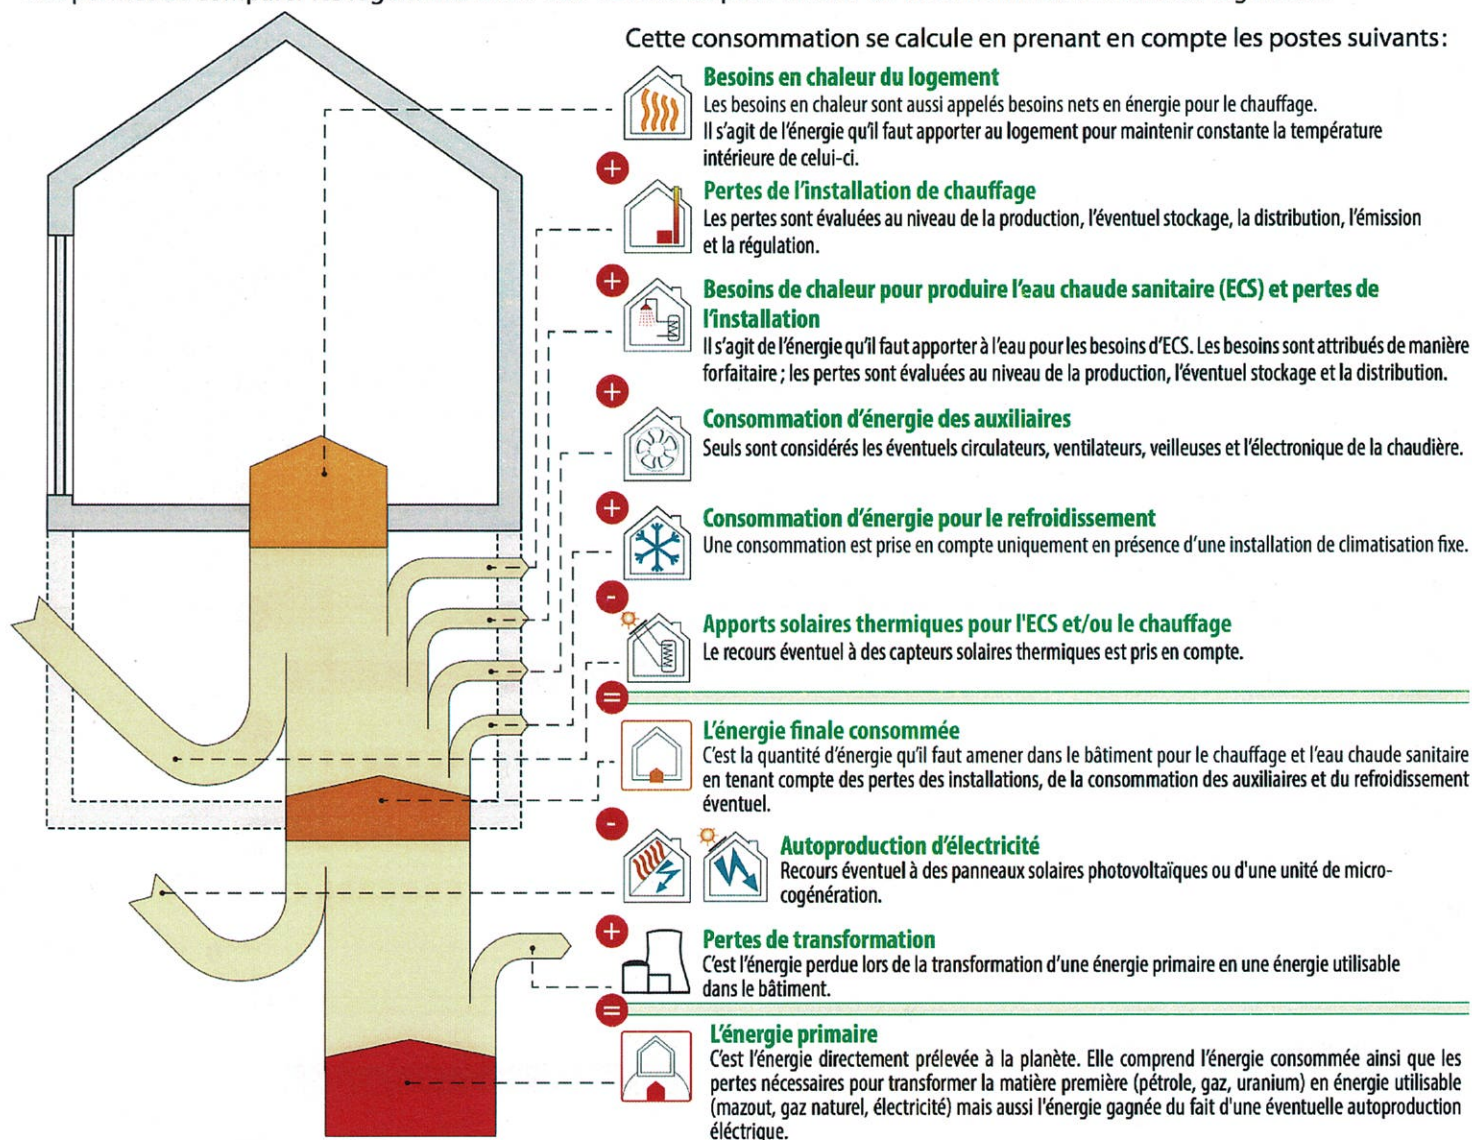 Cette consommation se calcule en prenant en compte les postes suivants:
Besoins en chaleur du logement
Les besoins en chaleur sont aussi appelés besoins nets en énergie pour le chauffage.
Il s'agit de l'énergie qu'il faut apporter au logement pour maintenir constante la température
intérieure de celui-ci.
+
Pertes de l'installation de chauffage
Les pertes sont évaluées au niveau de la production, l'éventuel stockage, la distribution, l'émission
et la régulation.
+
Besoins de chaleur pour produire l'eau chaude sanitaire (ECS) et pertes de
l'installation
Il s'agit de l'énergie qu'il faut apporter à l'eau pour les besoins d'ECS. Les besoins sont attribués de manière
forfaitaire ; les pertes sont évaluées au niveau de la production, l'éventuel stockage et la distribution.
+
Consommation d'énergie des auxiliaires
Seuls sont considérés les éventuels circulateurs, ventilateurs, veilleuses et l'électronique de la chaudière.
+
Consommation d'énergie pour le refroidissement
Une consommation est prise en compte uniquement en présence d'une installation de climatisation fixe.
-
Apports solaires thermiques pour l'ECS et/ou le chauffage
Le recours éventuel à des capteurs solaires thermiques est pris en compte.
=
L'énergie finale consommée
C'est la quantité d'énergie qu'il faut amener dans le bâtiment pour le chauffage et l'eau chaude sanitaire
en tenant compte des pertes des installations, de la consommation des auxiliaires et du refroidissement
éventuel.
-
Autoproduction d'électricité
Recours éventuel à des panneaux solaires photovoltaïques ou d'une unité de micro-
cogénération.
+
Pertes de transformation
C'est l'énergie perdue lors de la transformation d'une énergie primaire en une énergie utilisable
dans le bâtiment.
=
L'énergie primaire
C'est l'énergie directement prélevée à la planète. Elle comprend l'énergie consommée ainsi que les
pertes nécessaires pour transformer la matière première (pétrole, gaz, uranium) en énergie utilisable
(mazout, gaz naturel, électricité) mais aussi l'énergie gagnée du fait d'une éventuelle autoproduction
éléctrique.